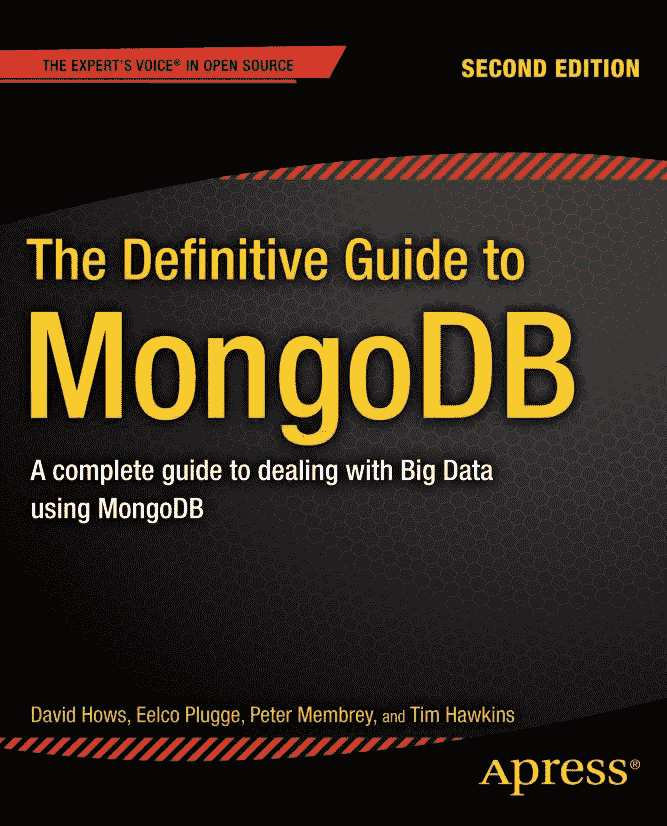 THE EXPERT'S VOICE® IN OPEN SOURCE
SECOND EDITION
The Definitive Guide to
MongoDB
A complete guide to dealing with Big Data
using MongoDB
David Hows, Eelco Plugge, Peter Membrey, and Tim Hawkins
Apress®